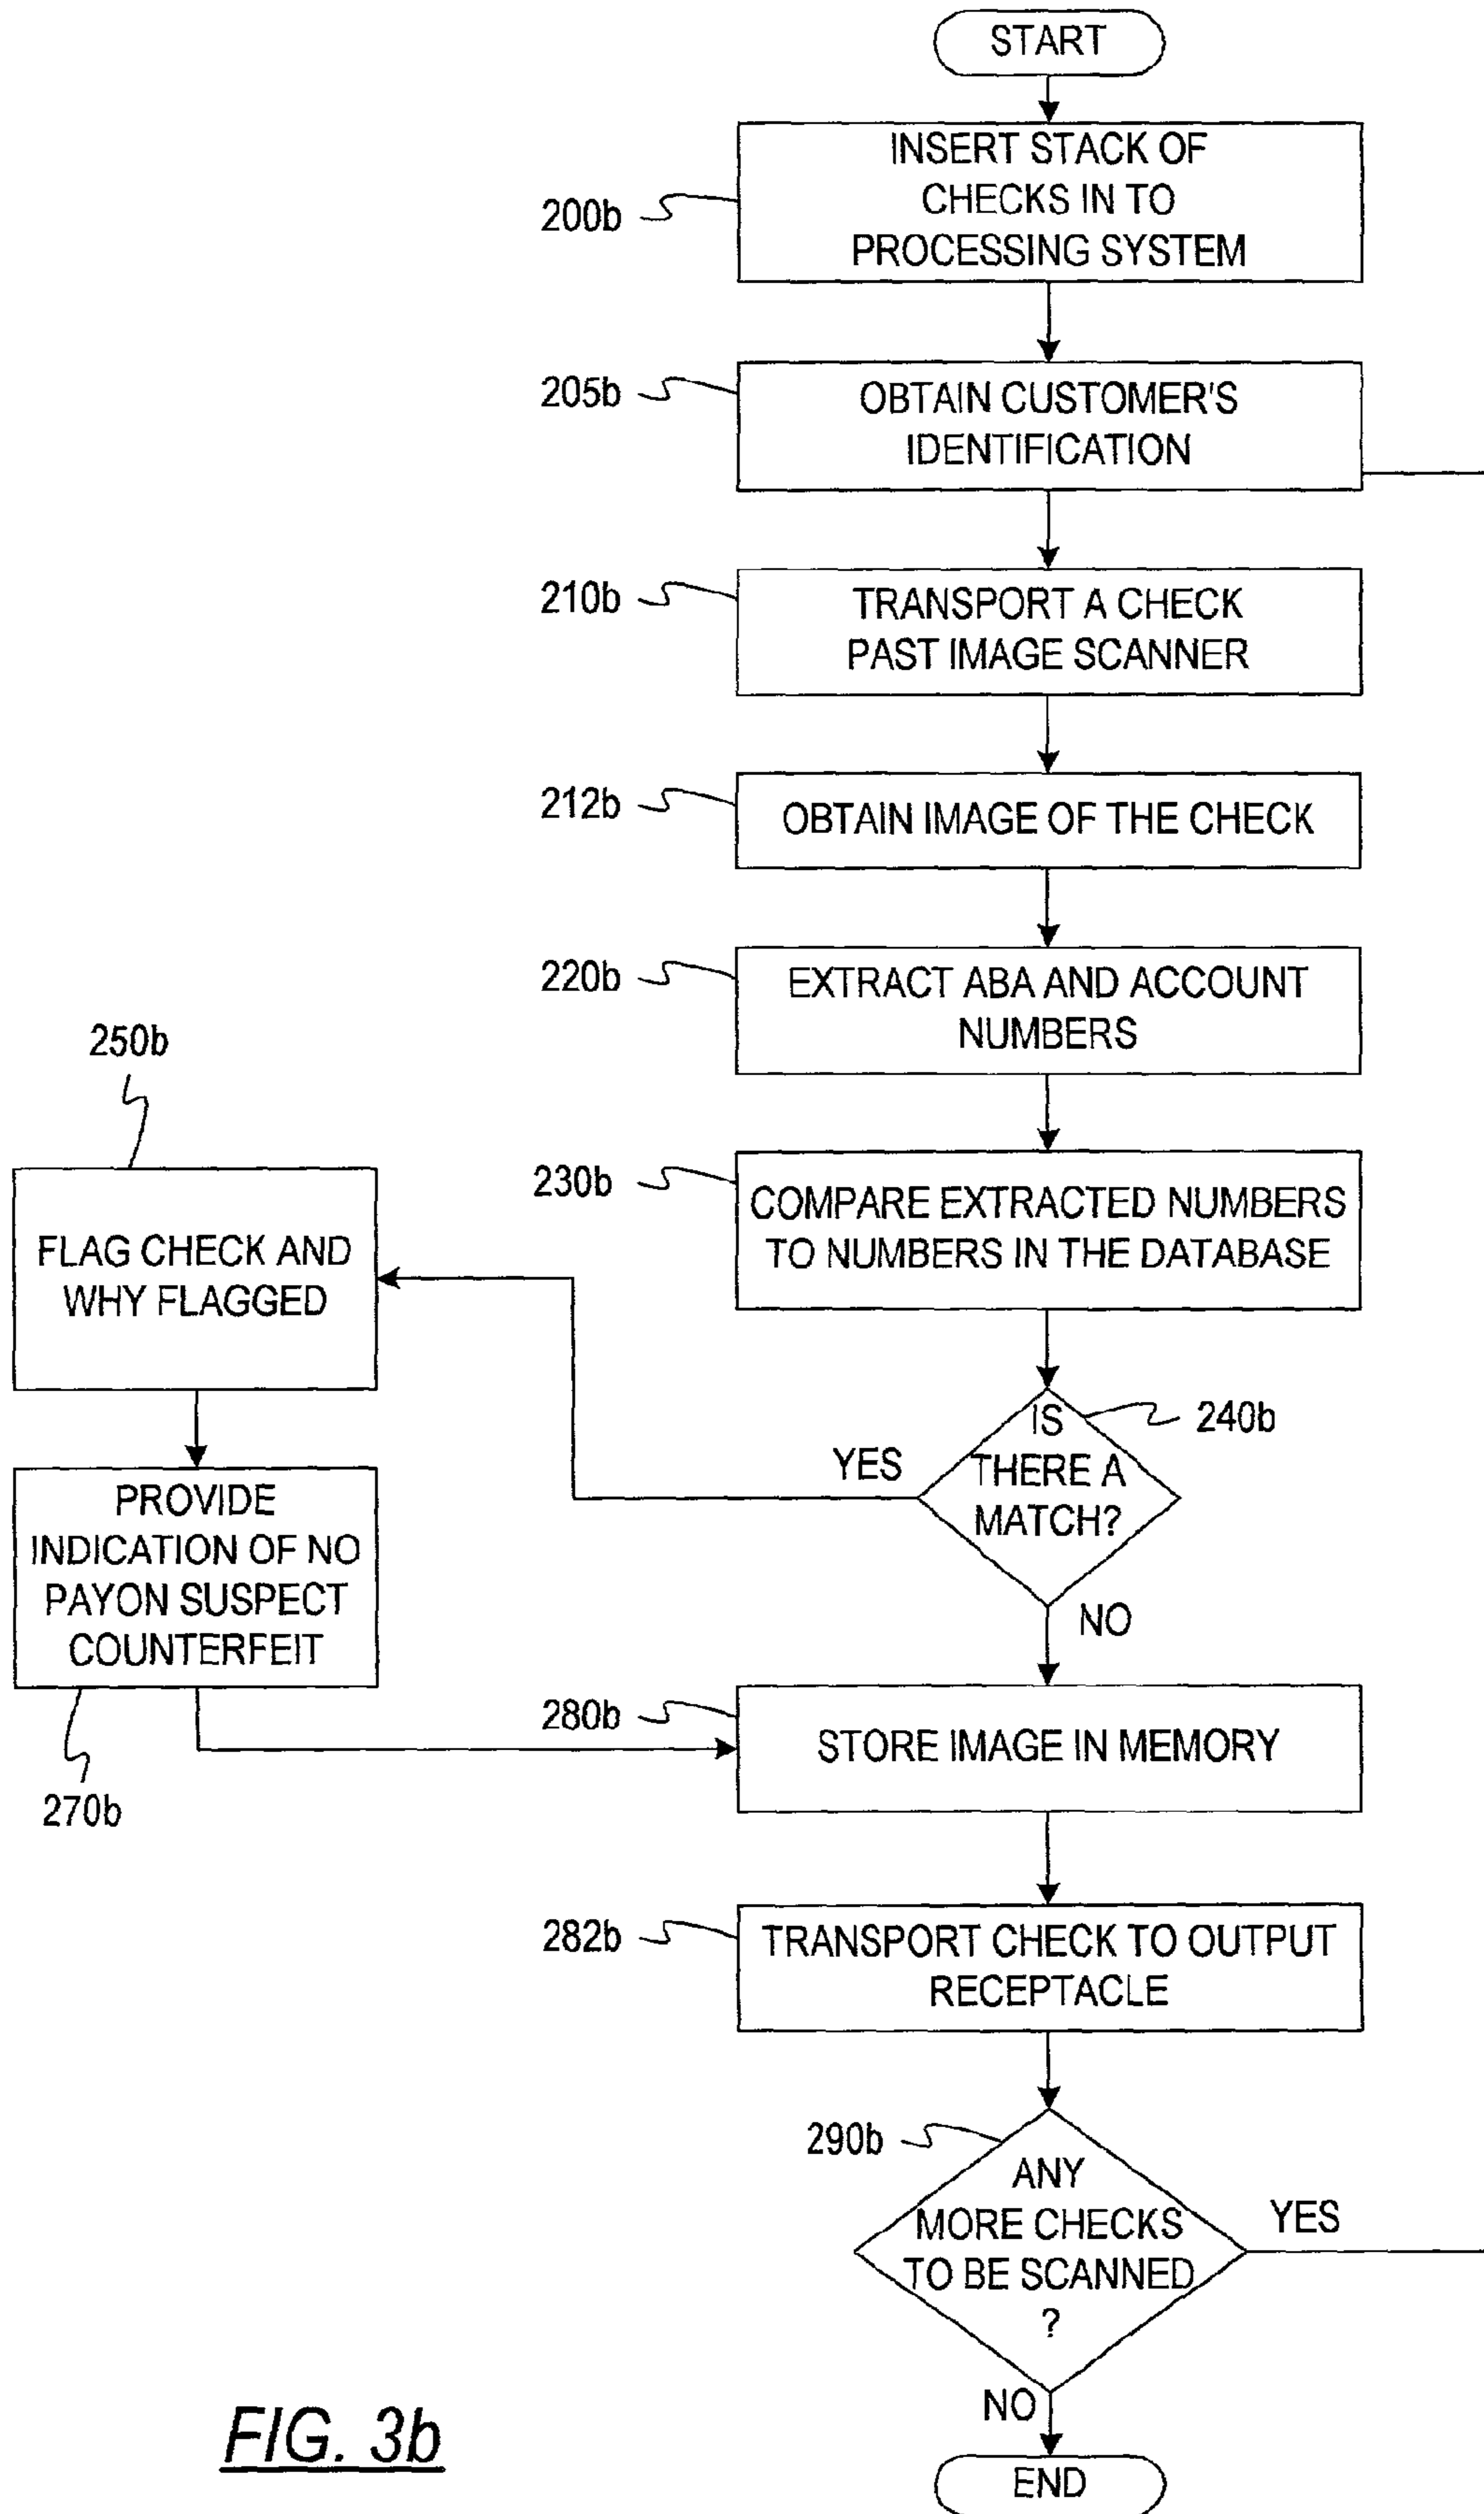 START
INSERT STACK OF
CHECKS IN TO
PROCESSING SYSTEM
200b
205b
OBTAIN CUSTOMER'S
IDENTIFICATION
210b
TRANSPORT A CHECK
PAST IMAGE SCANNER
212b
OBTAIN IMAGE OF THE CHECK
220b
EXTRACT ABA AND ACCOUNT
NUMBERS
230b
COMPARE EXTRACTED NUMBERS
TO NUMBERS IN THE DATABASE
240b
IS
THERE A
MATCH?
YES
NO
250b
FLAG CHECK AND
WHY FLAGGED
PROVIDE
INDICATION OF NO
PAYON SUSPECT
COUNTERFEIT
270b
280b
STORE IMAGE IN MEMORY
282b
TRANSPORT CHECK TO OUTPUT
RECEPTACLE
290b
ANY
MORE CHECKS
TO BE SCANNED
?
YES
NO
END
FIG. 3b